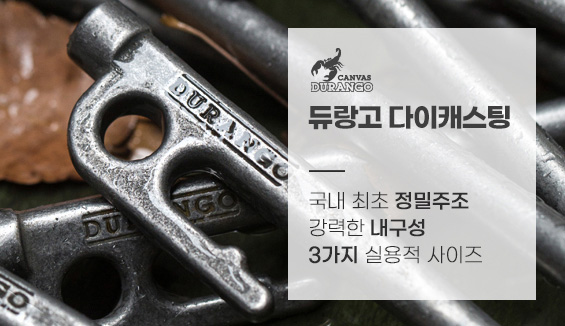 CANVAS
DURANGO
듀랑고 다이캐스팅
국내 최초 정밀주조
강력한 내구성
3가지 실용적 사이즈
DURANGO
DURANGO
GO